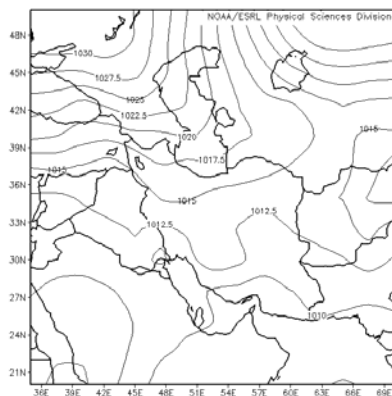 NOAA/ESRL Physical Sciences Division
48N
1030
45N
1027.5
1025
42N
1022.5
1020
1015
39N
1017.5
1015
36N
1015
1012.5
33N
1012.5
30N
27N
1010
24N
21N
36E 39E 42E 45E 48E 51E 54E 57E 60E 63E 66E 69E